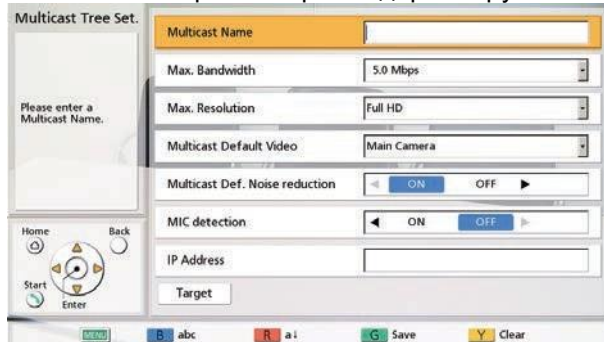 Multicast Tree Set.
Please enter a
Multicast Name.
Multicast Name
Max. Bandwidth 5.0 Mbps
Max. Resolution Full HD
Multicast Default Video Main Camera
Multicast Def. Noise reduction ON OFF
MIC detection ON OFF
IP Address
Target
Home Back
Start
Enter
MENU B abc R a↓ G Save Y Clear